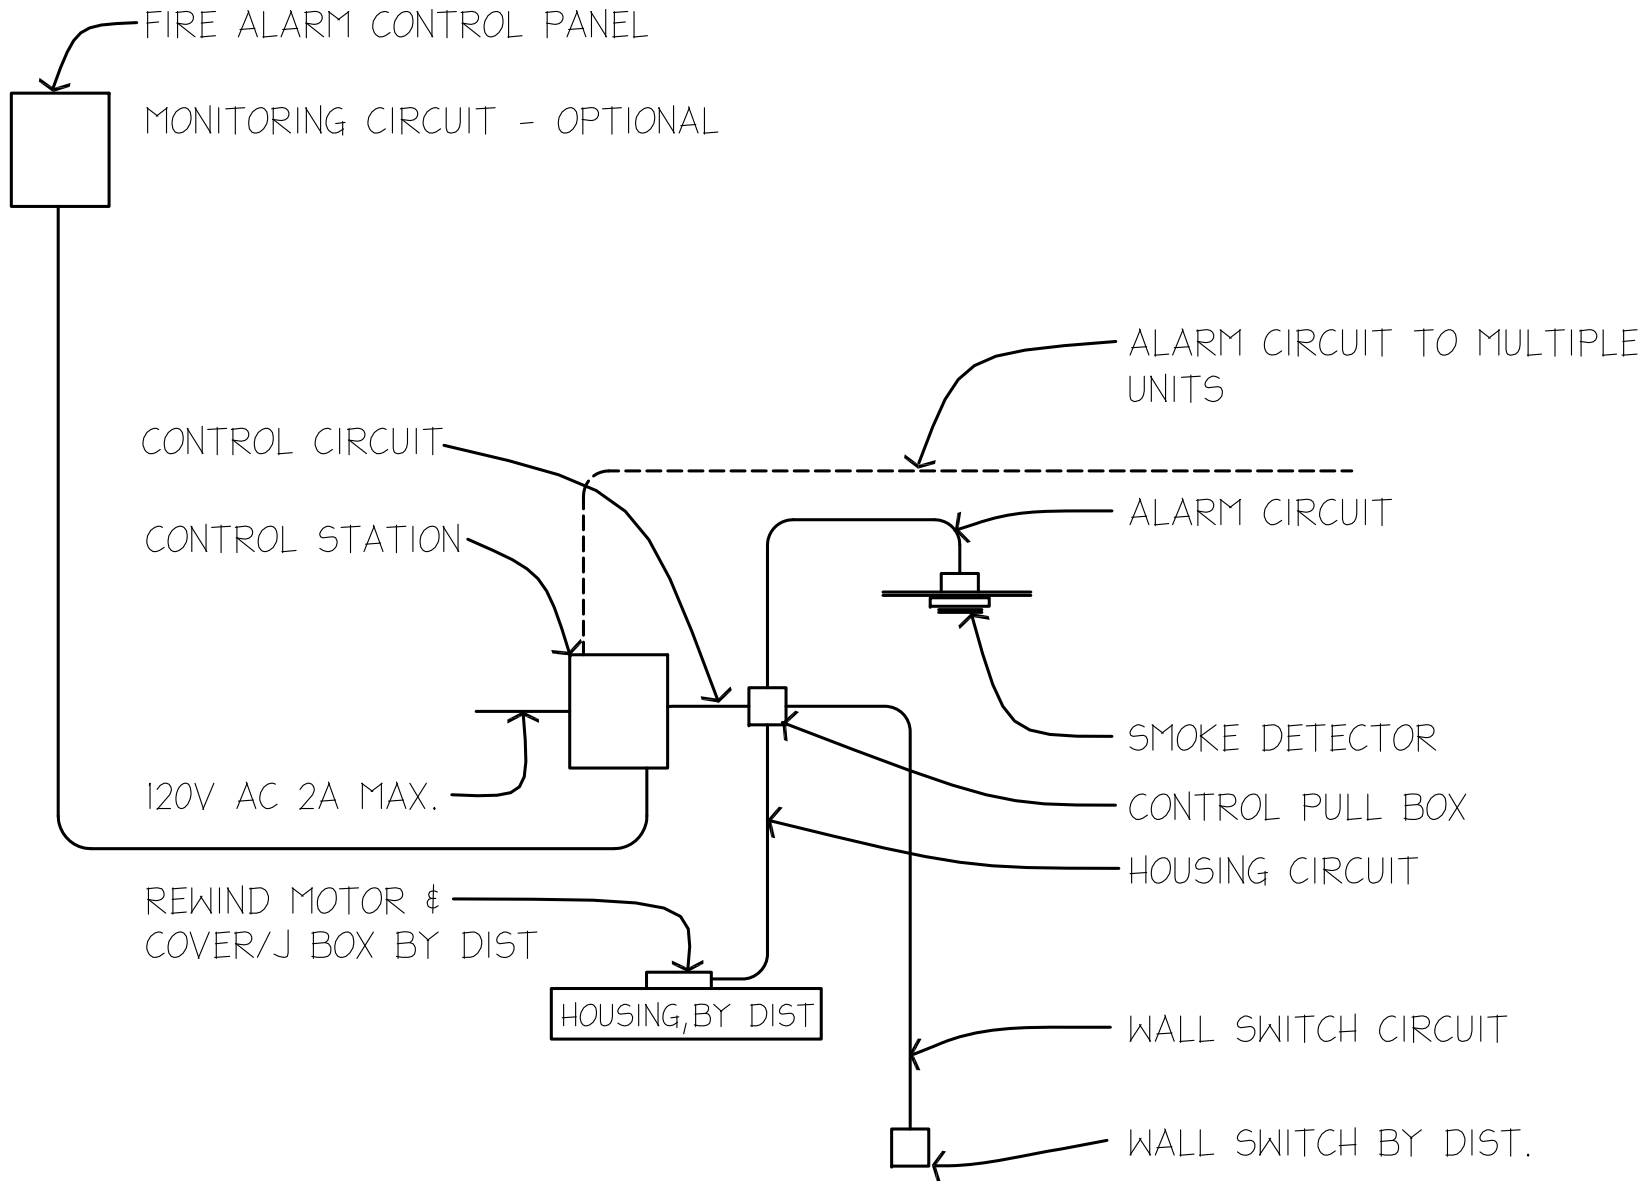 FIRE ALARM CONTROL PANEL
MONITORING CIRCUIT - OPTIONAL
ALARM CIRCUIT TO MULTIPLE
UNITS
CONTROL CIRCUIT
ALARM CIRCUIT
CONTROL STATION
SMOKE DETECTOR
120V AC 2A MAX.
CONTROL PULL BOX
HOUSING CIRCUIT
REWIND MOTOR &
COVER/J BOX BY DIST
HOUSING,BY DIST
WALL SWITCH CIRCUIT
WALL SWITCH BY DIST.